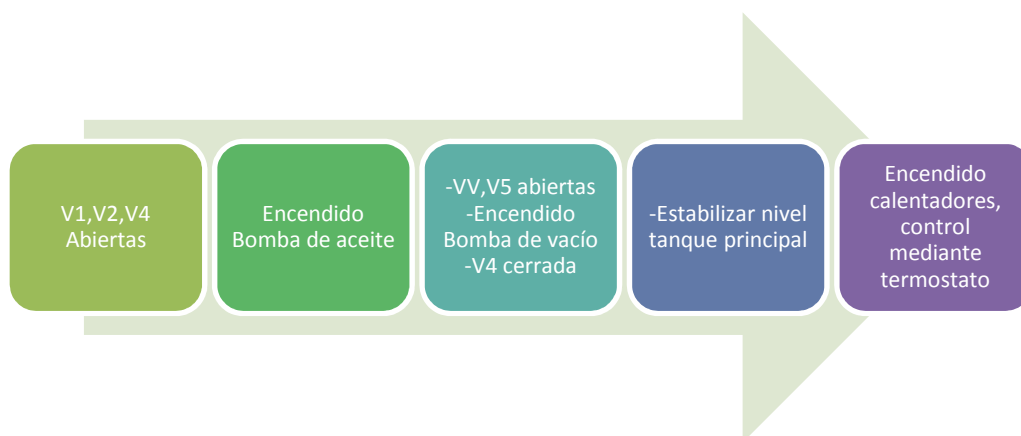 V1,V2,V4
Abiertas
Encendido
Bomba de aceite
-VV,V5 abiertas
-Encendido
Bomba de vacío
-V4 cerrada
-Estabilizar nivel
tanque principal
Encendido
calentadores,
control
mediante
termostato